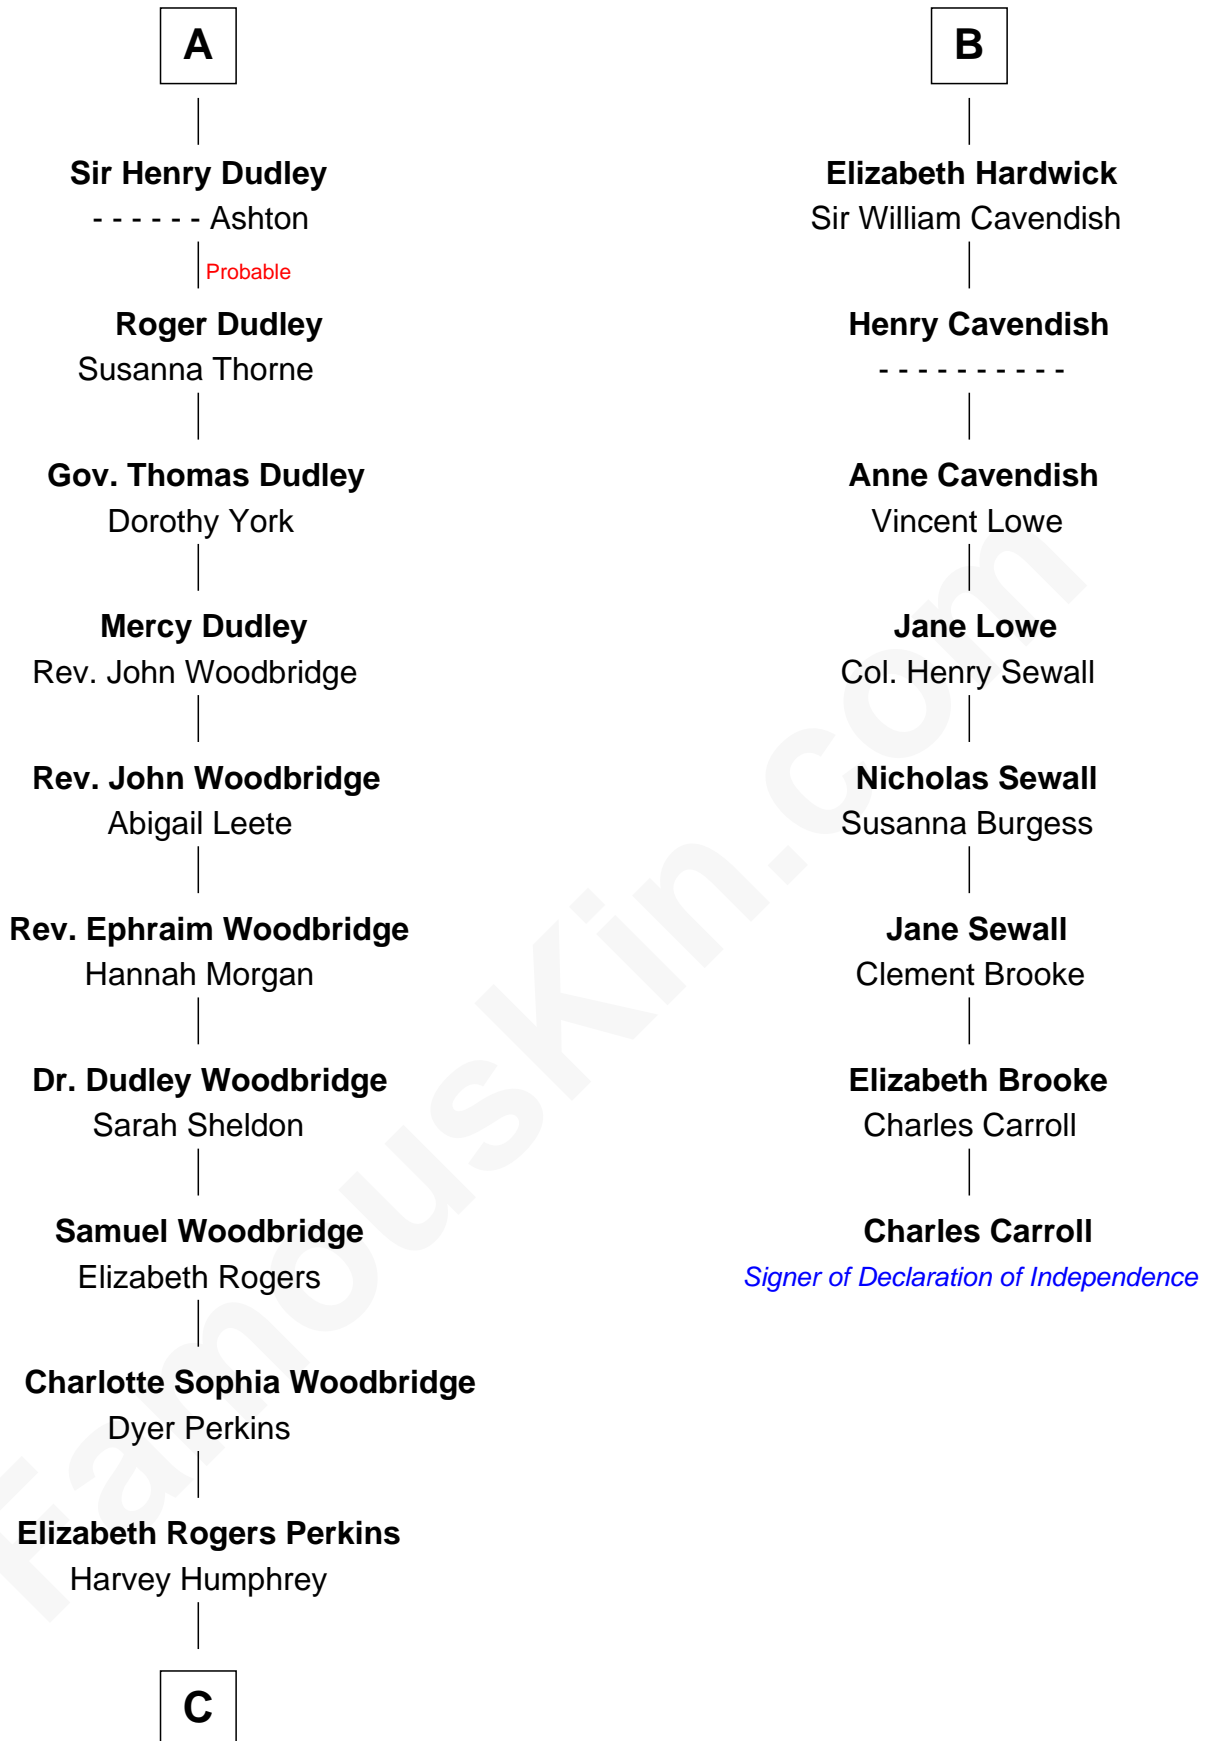 A
Sir Henry Dudley
- - - - - - Ashton
Probable
Roger Dudley
Susanna Thorne
Gov. Thomas Dudley
Dorothy York
Mercy Dudley
Rev. John Woodbridge
Rev. John Woodbridge
Abigail Leete
Rev. Ephraim Woodbridge
Hannah Morgan
Dr. Dudley Woodbridge
Sarah Sheldon
Samuel Woodbridge
Elizabeth Rogers
Charlotte Sophia Woodbridge
Dyer Perkins
Elizabeth Rogers Perkins
Harvey Humphrey
C
B
Elizabeth Hardwick
Sir William Cavendish
Henry Cavendish
- - - - - - - - - -
Anne Cavendish
Vincent Lowe
Jane Lowe
Col. Henry Sewall
Nicholas Sewall
Susanna Burgess
Jane Sewall
Clement Brooke
Elizabeth Brooke
Charles Carroll
Charles Carroll
Signer of Declaration of Independence
FamousKin.com